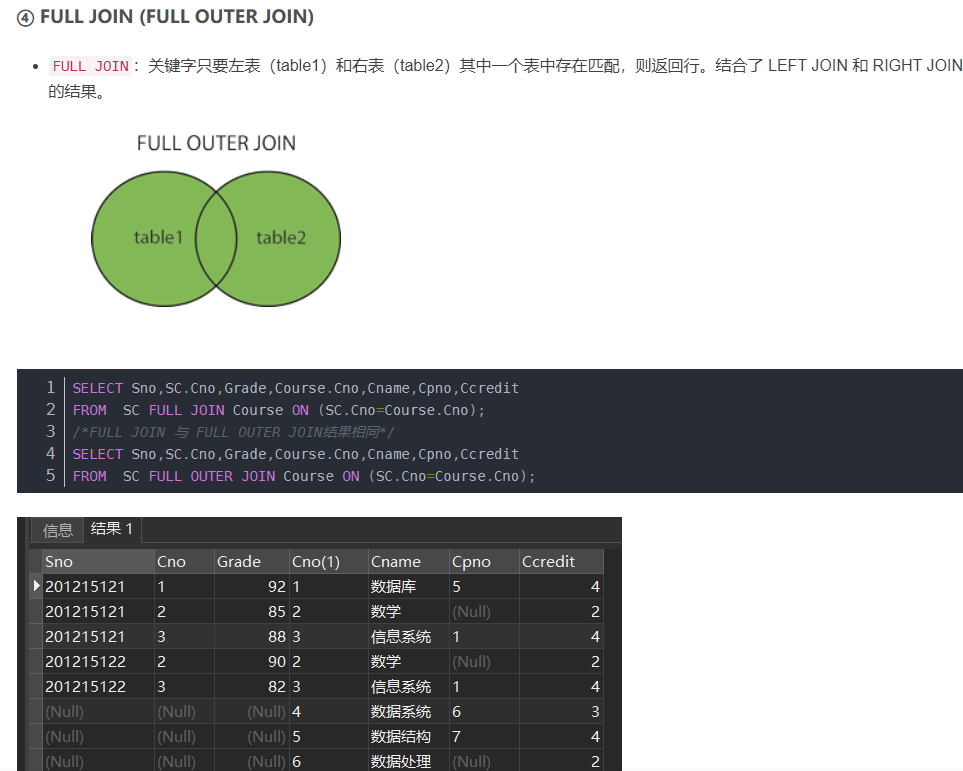 ④ FULL JOIN (FULL OUTER JOIN)
• FULL JOIN：关键字只要左表（table1）和右表（table2）其中一个表中存在匹配，则返回行。结合了 LEFT JOIN 和 RIGHT JOIN
的结果。
FULL OUTER JOIN
table1 table2
1 SELECT Sno,SC.Cno,Grade,Course.Cno,Cname,Cpno,Ccredit
2 FROM  SC FULL JOIN Course ON (SC.Cno=Course.Cno);
3 /*FULL JOIN 与 FULL OUTER JOIN结果相同*/
4 SELECT Sno,SC.Cno,Grade,Course.Cno,Cname,Cpno,Ccredit
5 FROM  SC FULL OUTER JOIN Course ON (SC.Cno=Course.Cno);
信息 结果 1
Sno Cno Grade Cno(1) Cname Cpno Ccredit
201215121 1 92 1 数据库 5 4
201215121 2 85 2 数学 (Null) 2
201215121 3 88 3 信息系统 1 4
201215122 2 90 2 数学 (Null) 2
201215122 3 82 3 信息系统 1 4
(Null) (Null) (Null) 4 数据系统 6 3
(Null) (Null) (Null) 5 数据结构 7 4
(Null) (Null) (Null) 6 数据处理 (Null) 2